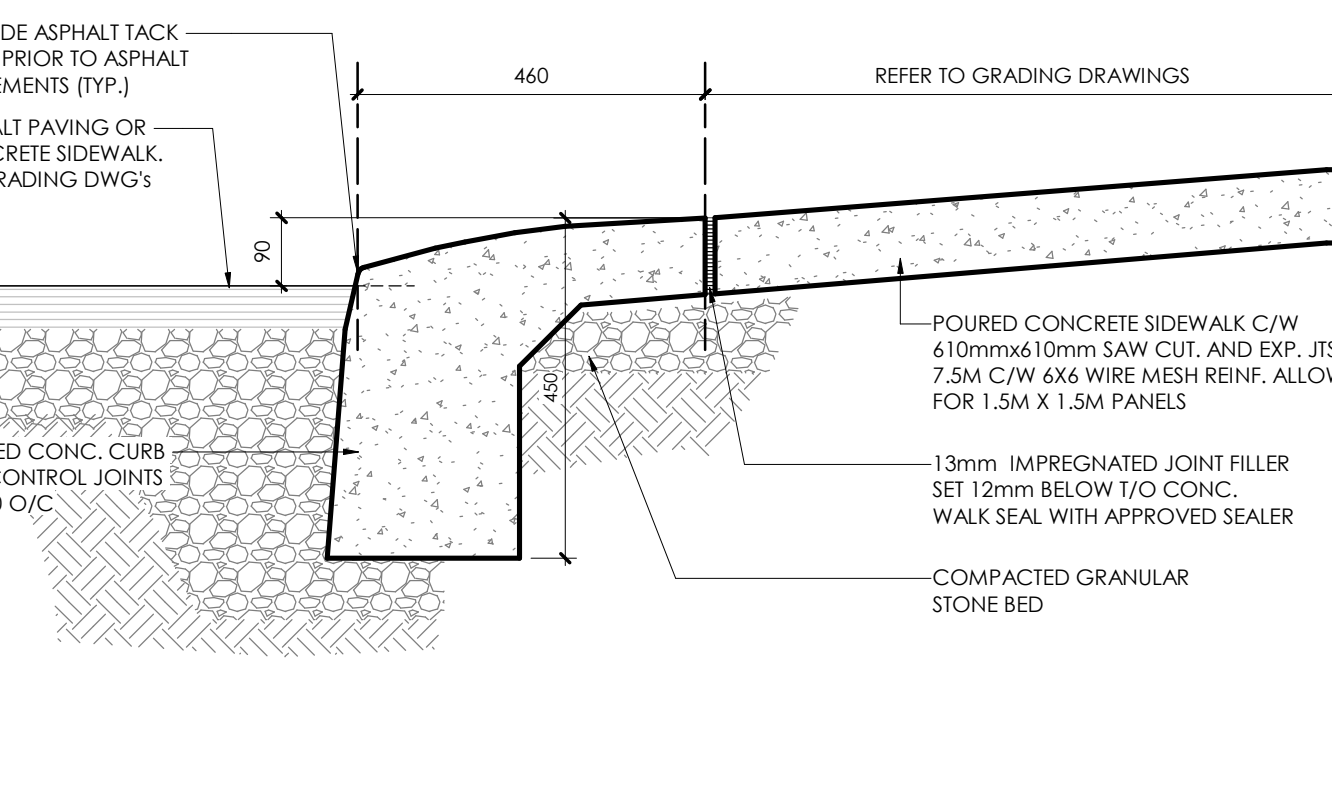 DE ASPHALT TACK
PRIOR TO ASPHALT
EMENTS (TYP.)
ALT PAVING OR
CRETE SIDEWALK.
RADING DWG's
460
REFER TO GRADING DRAWINGS
90
450
ED CONC. CURB
CONTROL JOINTS
0 O/C
POURED CONCRETE SIDEWALK C/W
610mmx610mm SAW CUT. AND EXP. JTS
7.5M C/W 6X6 WIRE MESH REINF. ALLOW
FOR 1.5M X 1.5M PANELS
13mm IMPREGNATED JOINT FILLER
SET 12mm BELOW T/O CONC.
WALK SEAL WITH APPROVED SEALER
COMPACTED GRANULAR
STONE BED